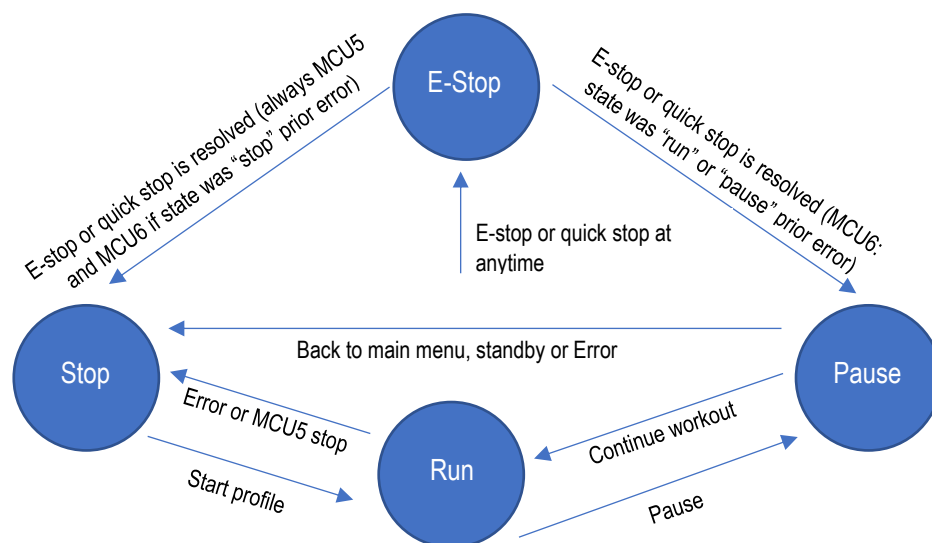 E-stop or quick stop is resolved (always MCU5
and MCU6 if state was “stop” prior error)
E-Stop
E-stop or quick stop is resolved (MCU6:
state was “run” or “pause” prior error)
E-stop or quick stop at
anytime
Back to main menu, standby or Error
Stop
Pause
Error or MCU5 stop
Continue workout
Run
Start profile
Pause